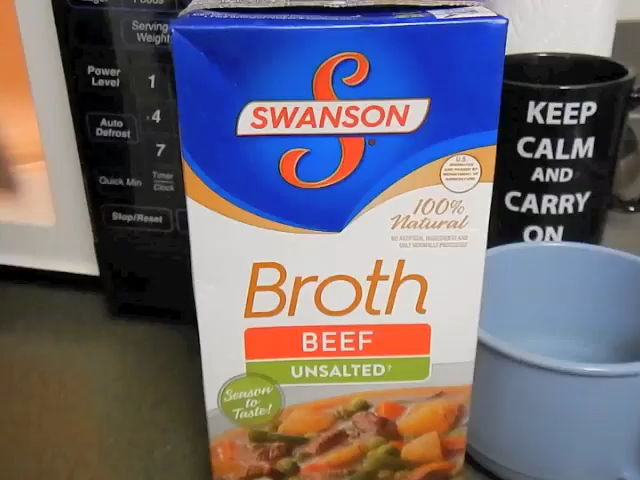 Serving
Weight
Power
Level
1
Auto
Defrost
4
7
Quick Min
Timer
Clock
Stop/Reset
SWANSON
U.S.
100%
Natural
Broth
BEEF
UNSALTED†
Season
to
Taste!
KEEP
CALM
AND
CARRY
ON